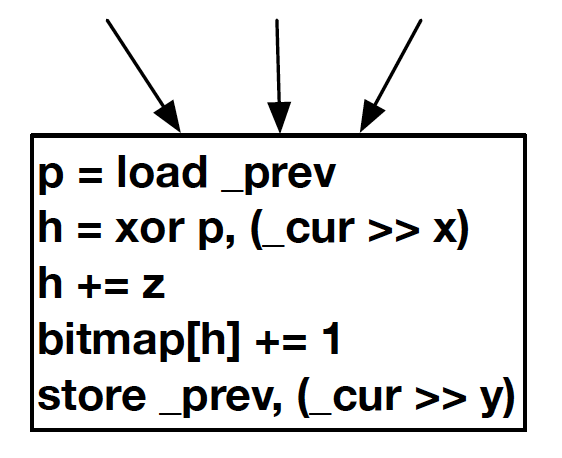 p = load _prev
h = xor p, (_cur >> x)
h += z
bitmap[h] += 1
store _prev, (_cur >> y)